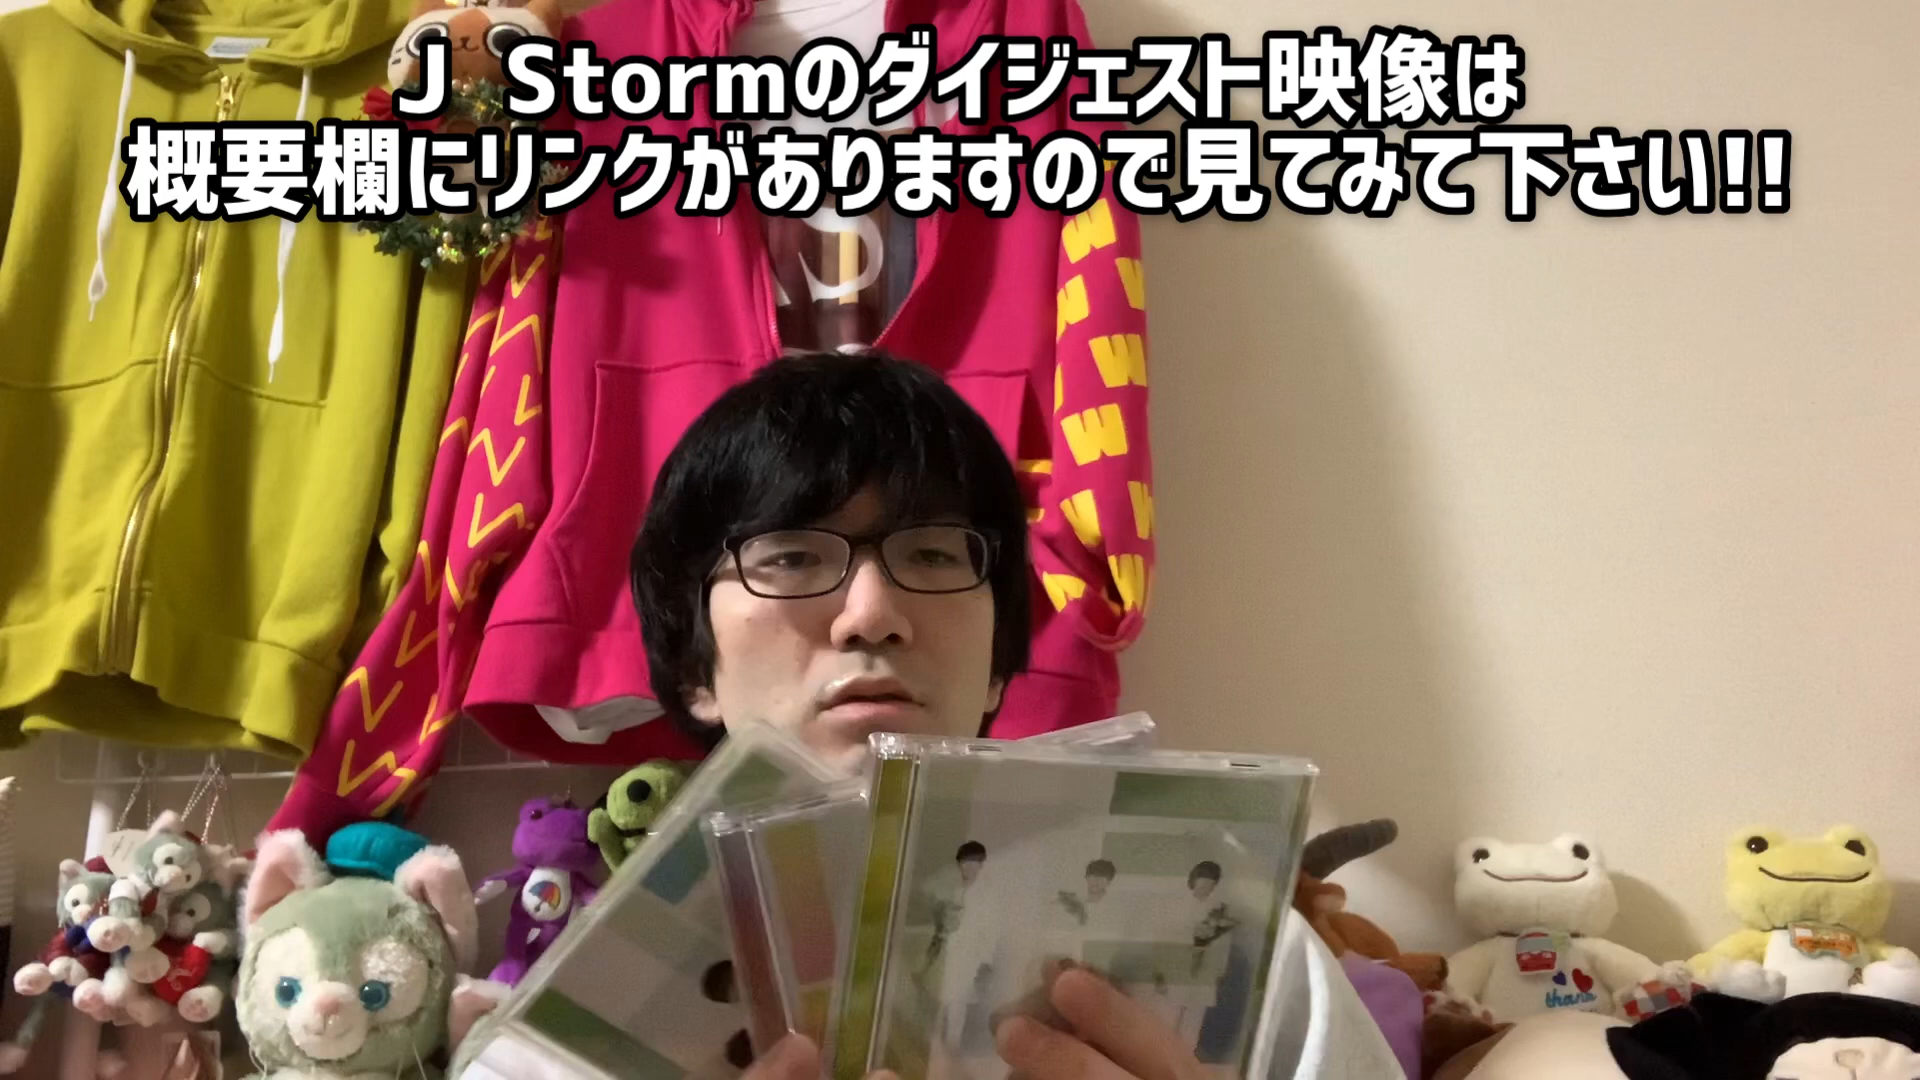 J Stormのダイジェスト映像は
概要欄にリンクがありますので見てみて下さい!!
S
thank